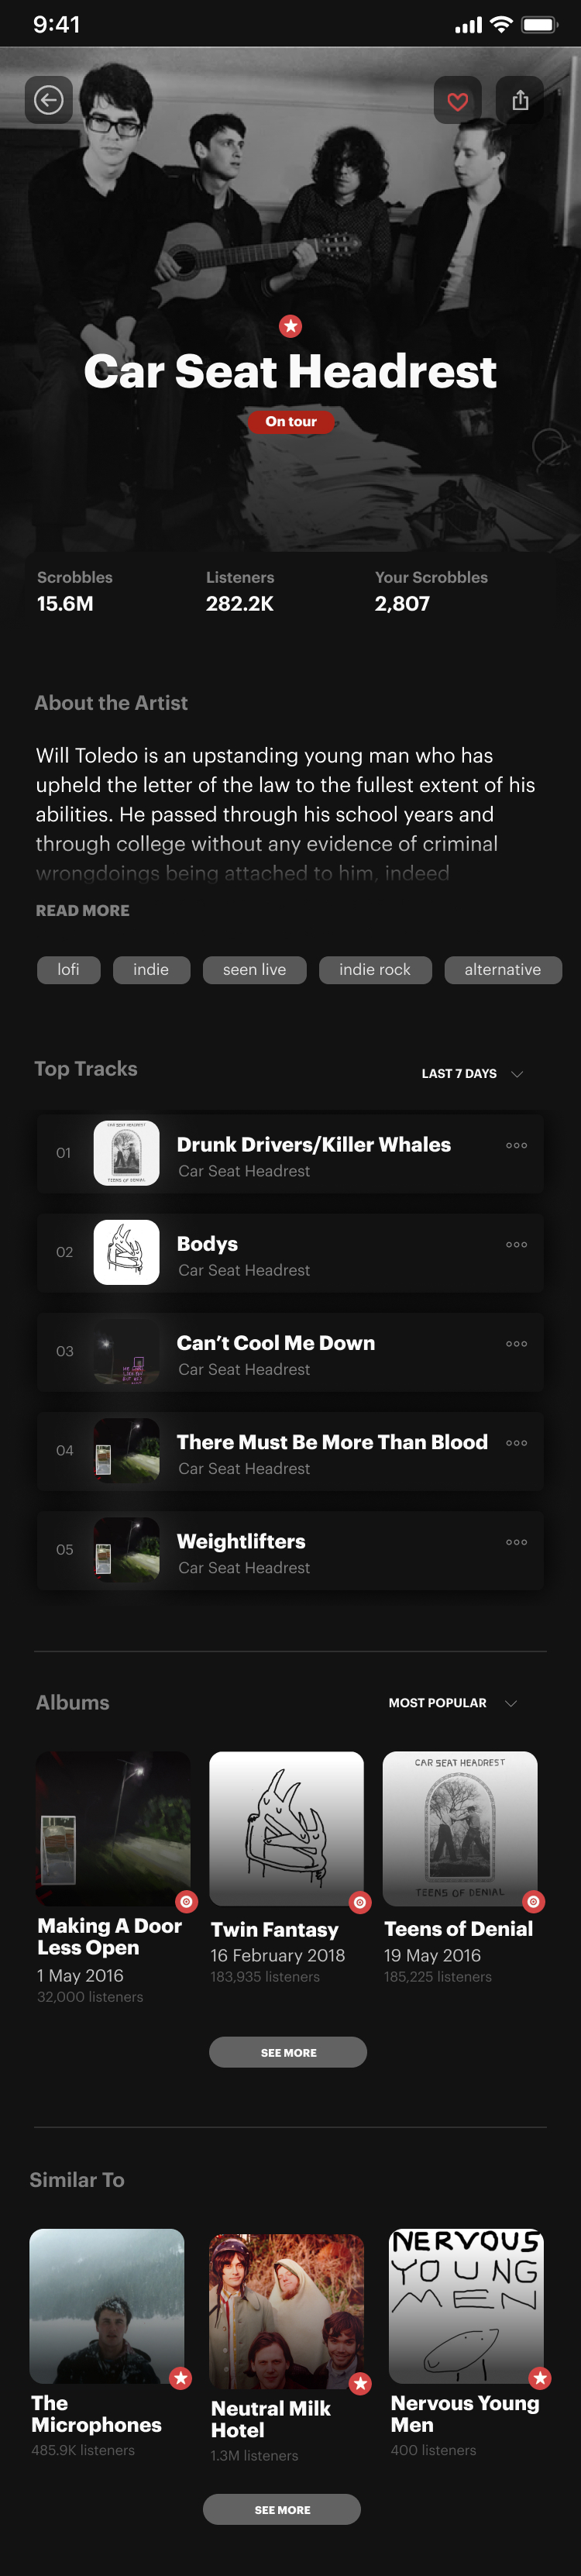 9:41
Car Seat Headrest
On tour
Scrobbles Listeners Your Scrobbles
15.6M 282.2K 2,807
About the Artist
Will Toledo is an upstanding young man who has
upheld the letter of the law to the fullest extent of his
abilities. He passed through his school years and
through college without any evidence of criminal
wrongdoings being attached to him, indeed
READ MORE
lofi indie seen live indie rock alternative
Top Tracks LAST 7 DAYS
CAR SEAT HEADREST
TEENS OF DENIAL
01 Drunk Drivers/Killer Whales
Car Seat Headrest
02 Bodys
Car Seat Headrest
03 Can’t Cool Me Down
Car Seat Headrest
04 There Must Be More Than Blood
Car Seat Headrest
05 Weightlifters
Car Seat Headrest
Albums MOST POPULAR
CAR SEAT HEADREST
TEENS OF DENIAL
Making A Door
Less Open
1 May 2016
32,000 listeners
Twin Fantasy
16 February 2018
183,935 listeners
Teens of Denial
19 May 2016
185,225 listeners
SEE MORE
Similar To
NERVOUS
YOUNG
MEN
The
Microphones
485.9K listeners
Neutral Milk
Hotel
1.3M listeners
Nervous Young
Men
400 listeners
SEE MORE